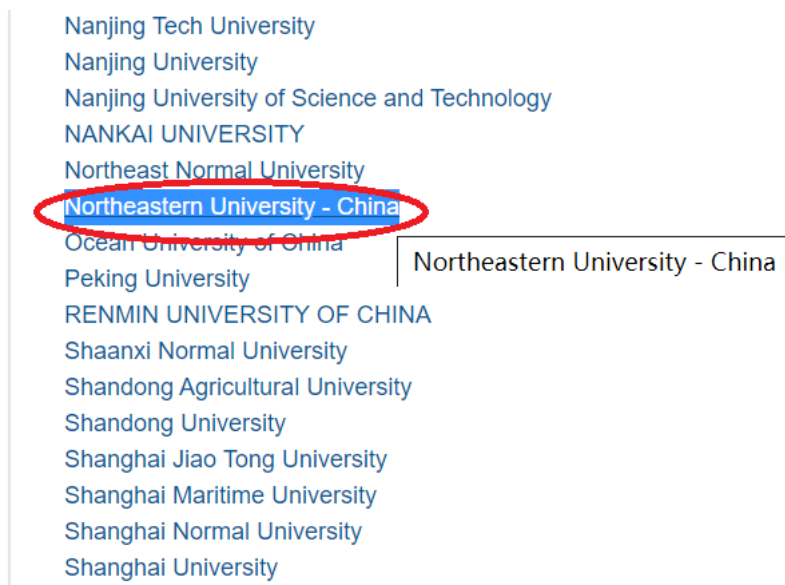 Nanjing Tech University
Nanjing University
Nanjing University of Science and Technology
NANKAI UNIVERSITY
Northeast Normal University
Northeastern University - China
Ocean University of China
Northeastern University - China
Peking University
RENMIN UNIVERSITY OF CHINA
Shaanxi Normal University
Shandong Agricultural University
Shandong University
Shanghai Jiao Tong University
Shanghai Maritime University
Shanghai Normal University
Shanghai University